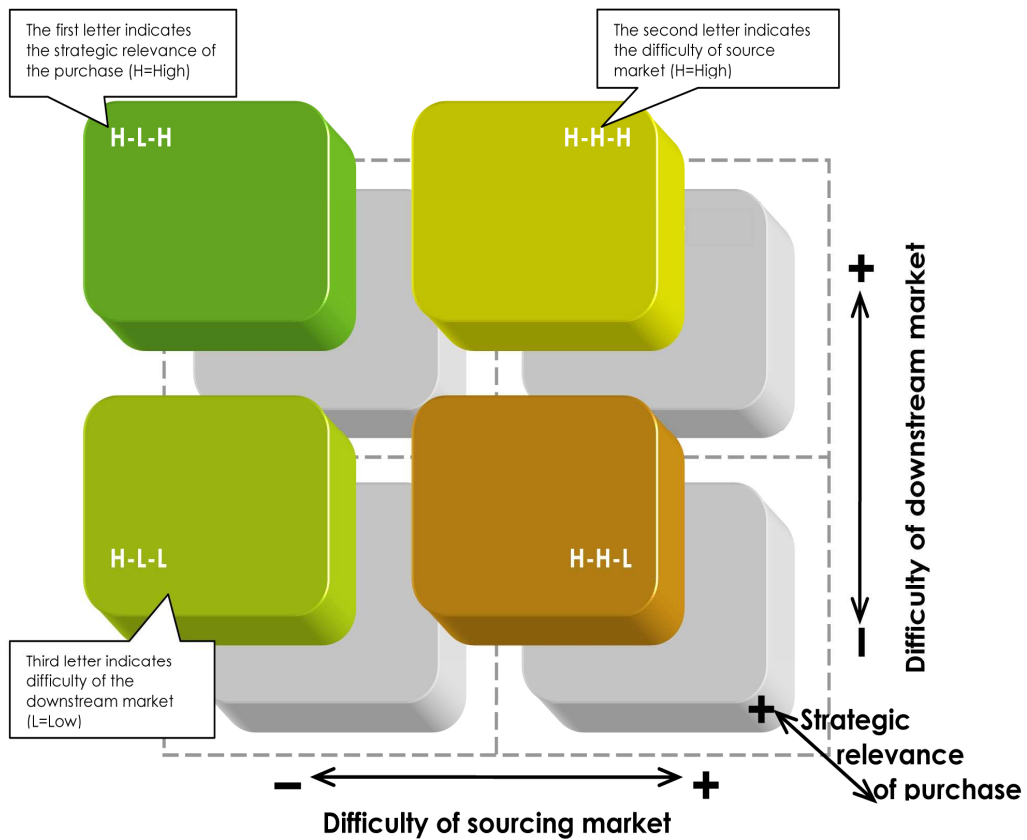 The first letter indicates
the strategic relevance of
the purchase (H=High)
The second letter indicates
the difficulty of source
market (H=High)
H-L-H
H-H-H
+
Difficulty of downstream market
–
H-L-L
H-H-L
Third letter indicates
difficulty of the
downstream market
(L=Low)
+
Strategic
relevance
of purchase
– +
Difficulty of sourcing market